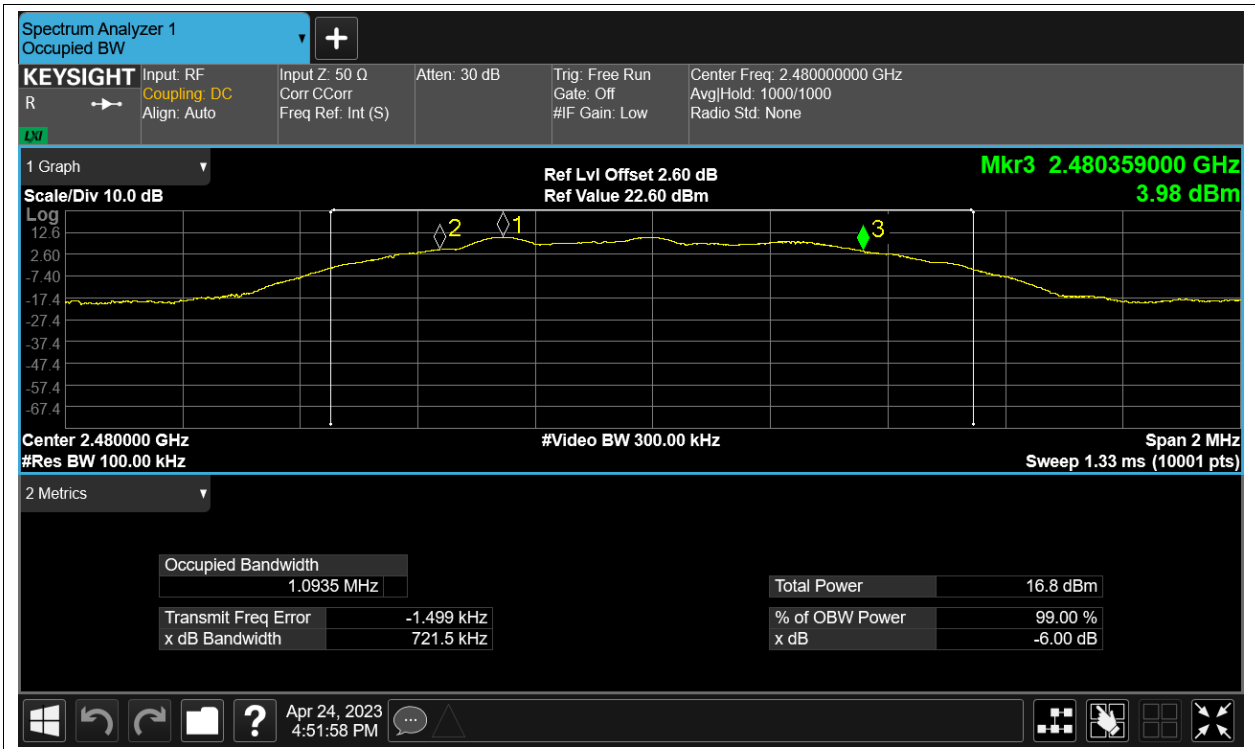 Spectrum Analyzer 1
Occupied BW
KEYSIGHT
R
LXI
Input: RF
Coupling: DC
Align: Auto
Input Z: 50 Ω
Corr CCorr
Freq Ref: Int (S)
Atten: 30 dB
Trig: Free Run
Gate: Off
#IF Gain: Low
Center Freq: 2.480000000 GHz
Avg|Hold: 1000/1000
Radio Std: None
1 Graph
Scale/Div 10.0 dB
Ref Lvl Offset 2.60 dB
Ref Value 22.60 dBm
Mkr3 2.480359000 GHz
3.98 dBm
Log
12.6
2.60
-7.40
-17.4
-27.4
-37.4
-47.4
-57.4
-67.4
2
1
3
Center 2.480000 GHz
#Video BW 300.00 kHz
Span 2 MHz
#Res BW 100.00 kHz
Sweep 1.33 ms (10001 pts)
2 Metrics
Occupied Bandwidth
1.0935 MHz
Transmit Freq Error -1.499 kHz
x dB Bandwidth 721.5 kHz
Total Power 16.8 dBm
% of OBW Power 99.00 %
x dB -6.00 dB
?
Apr 24, 2023
4:51:58 PM